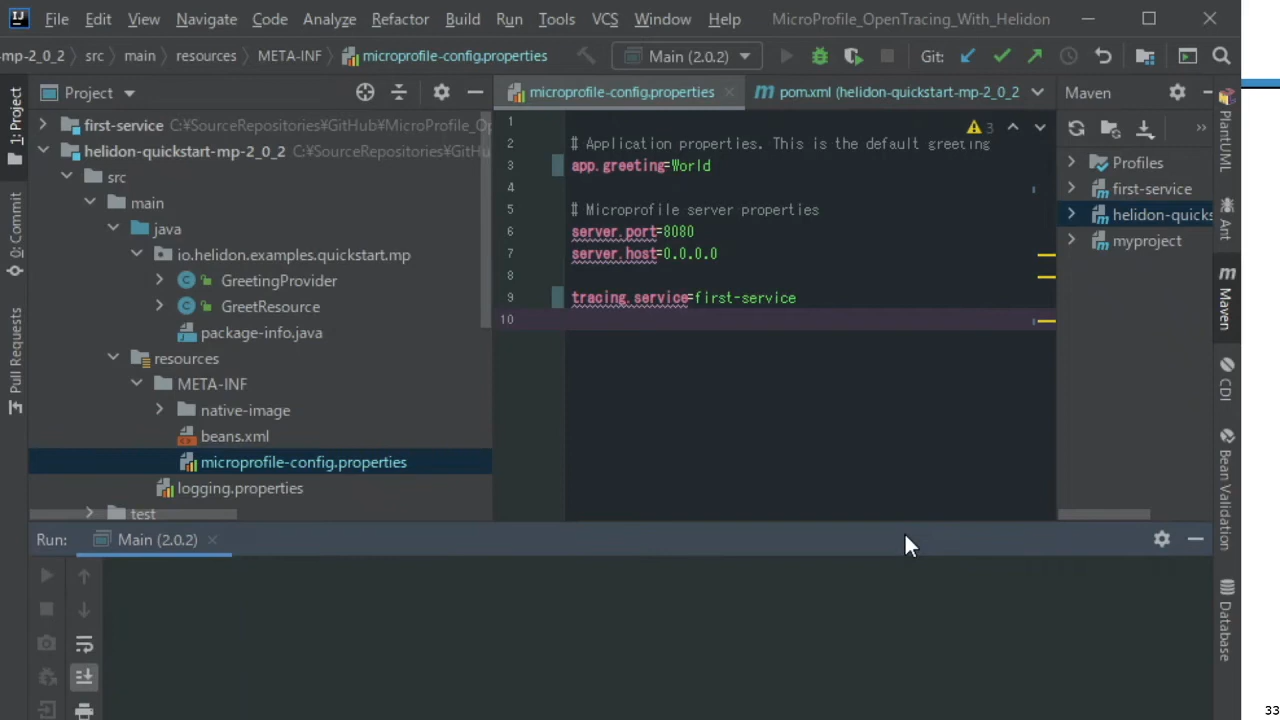 File Edit View Navigate Code Analyze Refactor Build Run Tools VCS Window Help MicroProfile_OpenTracing_With_Helidon
-mp-2_0_2 src main resources META-INF microprofile-config.properties Main (2.0.2) Git:
1: Project
0: Commit
Pull Requests
Project
first-service C:¥SourceRepositories¥GitHub¥MicroProfile_Op
helidon-quickstart-mp-2_0_2 C:¥SourceRepositories¥GitHu
src
main
java
io.helidon.examples.quickstart.mp
GreetingProvider
GreetResource
package-info.java
resources
META-INF
native-image
beans.xml
microprofile-config.properties
logging.properties
test
microprofile-config.properties pom.xml (helidon-quickstart-mp-2_0_2
3
1
2 # Application properties. This is the default greeting
3 app.greeting=World
4
5 # Microprofile server properties
6 server.port=8080
7 server.host=0.0.0.0
8
9 tracing.service=first-service
10
Maven
Profiles
first-service
helidon-quicks
myproject
PlantUML
Ant
Maven
CDI
Bean Validation
Database
Run: Main (2.0.2)
33